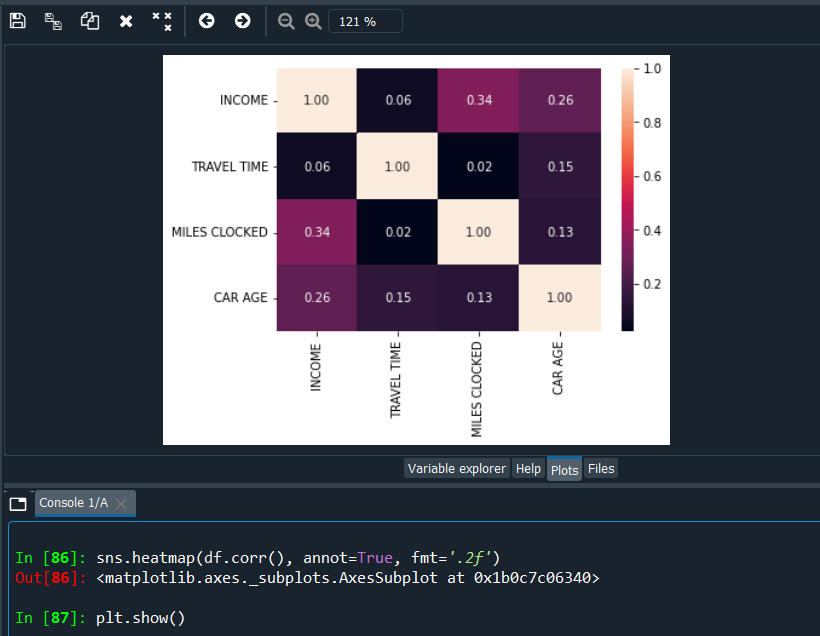 121 %
INCOME 1.00 0.06 0.34 0.26
TRAVEL TIME 0.06 1.00 0.02 0.15
MILES CLOCKED 0.34 0.02 1.00 0.13
CAR AGE 0.26 0.15 0.13 1.00
INCOME
TRAVEL TIME
MILES CLOCKED
CAR AGE
1.0
0.8
0.6
0.4
0.2
Variable explorer Help Plots Files
Console 1/A
In [86]: sns.heatmap(df.corr(), annot=True, fmt='.2f')
Out[86]: <matplotlib.axes._subplots.AxesSubplot at 0x1b0c7c06340>
In [87]: plt.show()